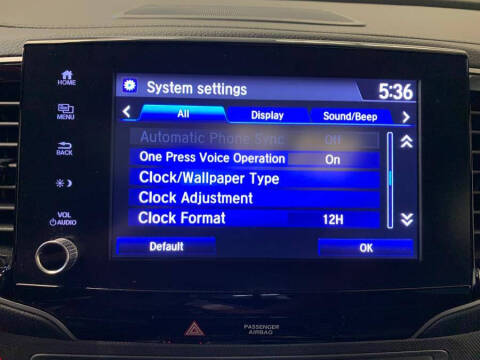 System settings
5:36
All
Display
Sound/Beep
Automatic Phone Sync Off
One Press Voice Operation On
Clock/Wallpaper Type
Clock Adjustment
Clock Format 12H
Default
OK
HOME
MENU
BACK
VOL
AUDIO
PASSENGER
AIRBAG